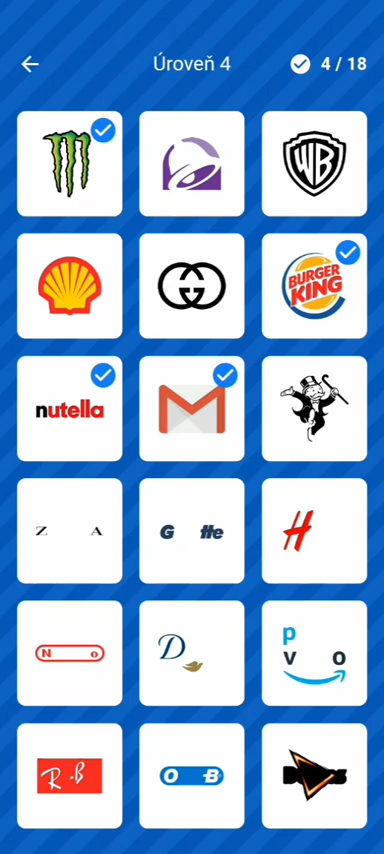 Úroveň 4
4 / 18
WB
BURGER
KING
nutella
Z A
G tte
H
N o
D
p
v o
R B
O B